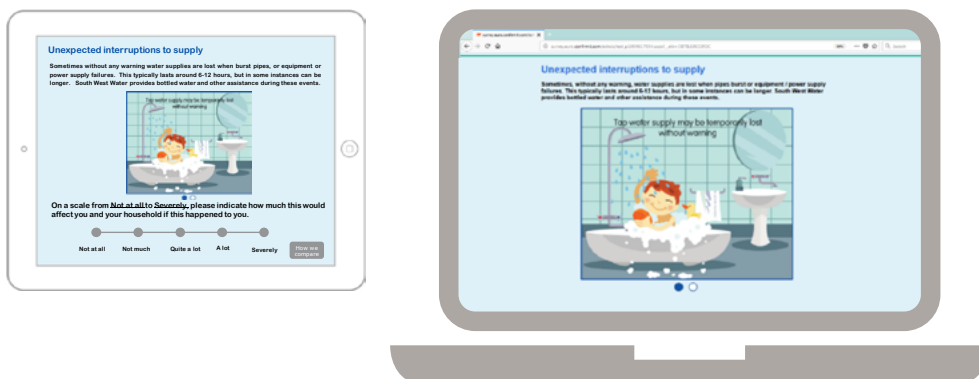 Unexpected interruptions to supply
Sometimes without any warning water supplies are lost when burst pipes, or equipment or
power supply failures. This typically lasts around 6-12 hours, but in some instances can be
longer. South West Water provides bottled water and other assistance during these events.
Tap water supply may be temporarily lost
without warning
On a scale from Not at all to Severely, please indicate how much this would
affect you and your household if this happened to you.
Not at all
Not much
Quite a lot
A lot
Severely
How we
compare
Unexpected interruptions to supply
Sometimes, without any warning, water supplies are lost when pipes burst or equipment / power supply
failures. This typically lasts around 6-12 hours, but in some instances can be longer. South West Water
provides bottled water and other assistance during these events.
Tap water supply may be temporarily lost
without warning